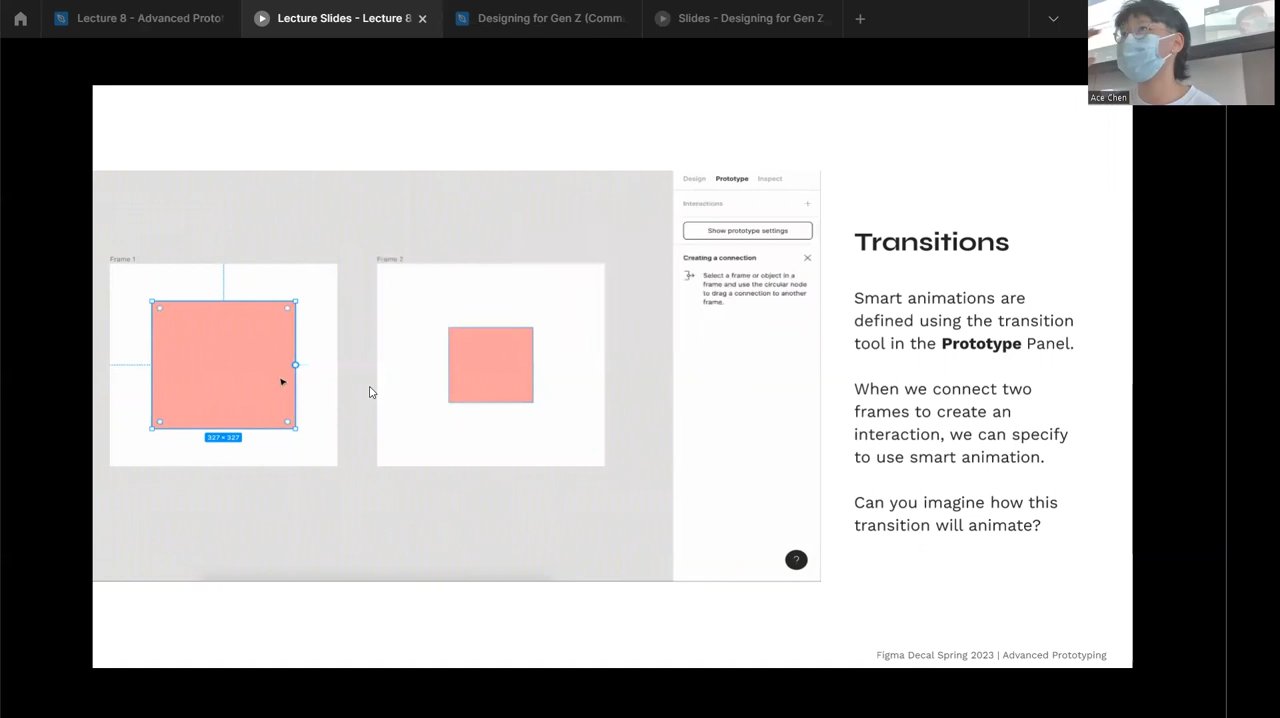 Lecture 8 - Advanced Proto
Lecture Slides - Lecture 8
Designing for Gen Z (Comm
Slides - Designing for Gen Z
Ace Chen
Design Prototype Inspect
Interactions
Show prototype settings
Creating a connection
Select a frame or object in a
frame and use the circular node
to drag a connection to another
frame.
Frame 1
Frame 2
327 × 327
?
Transitions
Smart animations are
defined using the transition
tool in the Prototype Panel.
When we connect two
frames to create an
interaction, we can specify
to use smart animation.
Can you imagine how this
transition will animate?
Figma Decal Spring 2023 | Advanced Prototyping